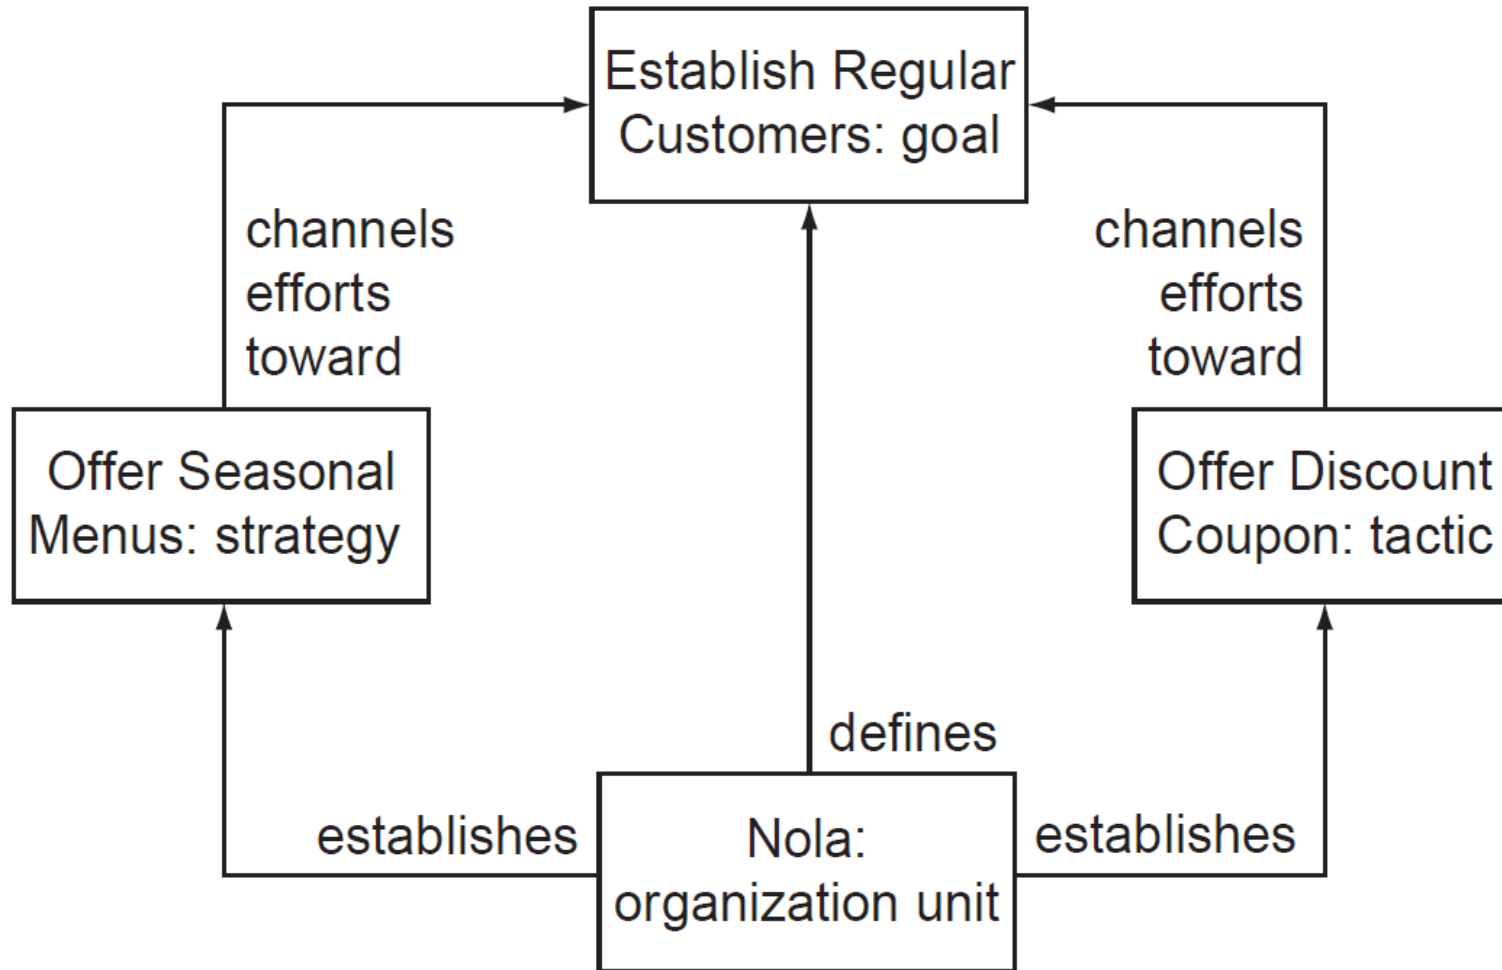 Establish Regular
Customers: goal
channels
efforts
toward
channels
efforts
toward
Offer Seasonal
Menus: strategy
Offer Discount
Coupon: tactic
defines
establishes
Nola:
organization unit
establishes